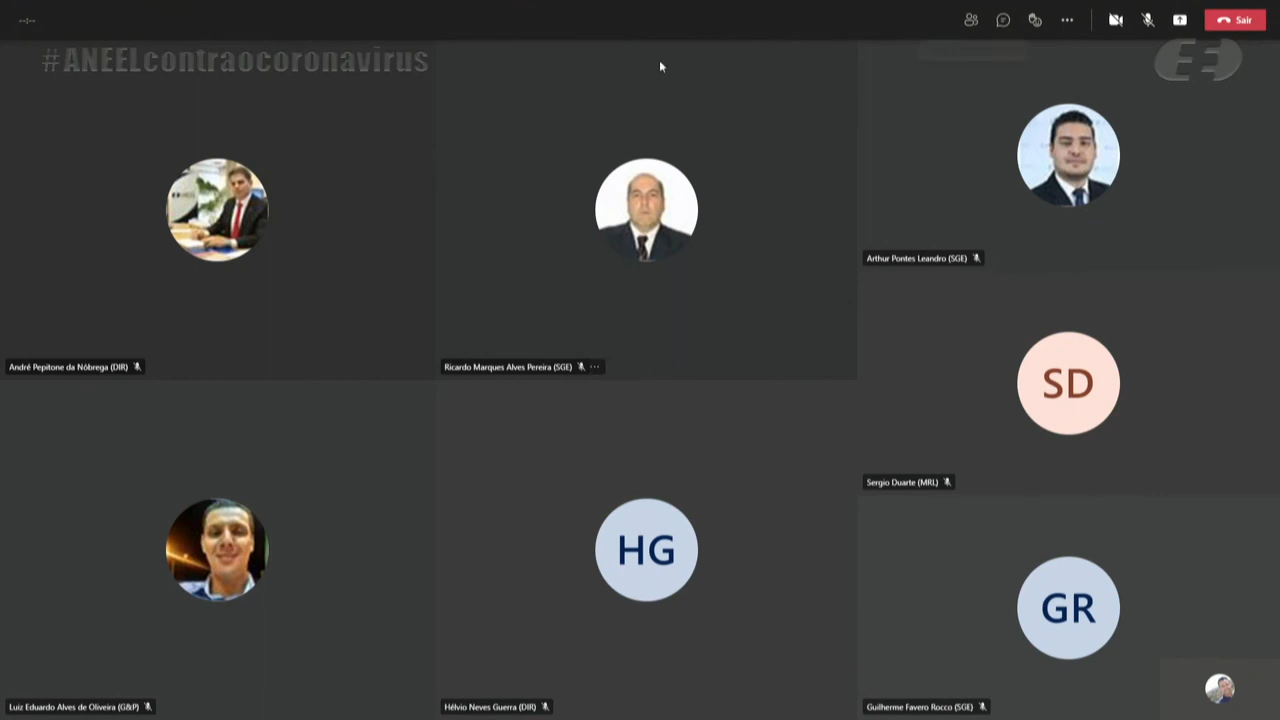 Sair
#ANEELcontraocoronavirus
André Pepitone da Nóbrega (DIR)
Ricardo Marques Alves Pereira (SGE)
Arthur Pontes Leandro (SGE)
SD
Sergio Duarte (MRL)
Luiz Eduardo Alves de Oliveira (G&P)
HG
Hélvio Neves Guerra (DIR)
GR
Guilherme Favero Rocco (SGE)